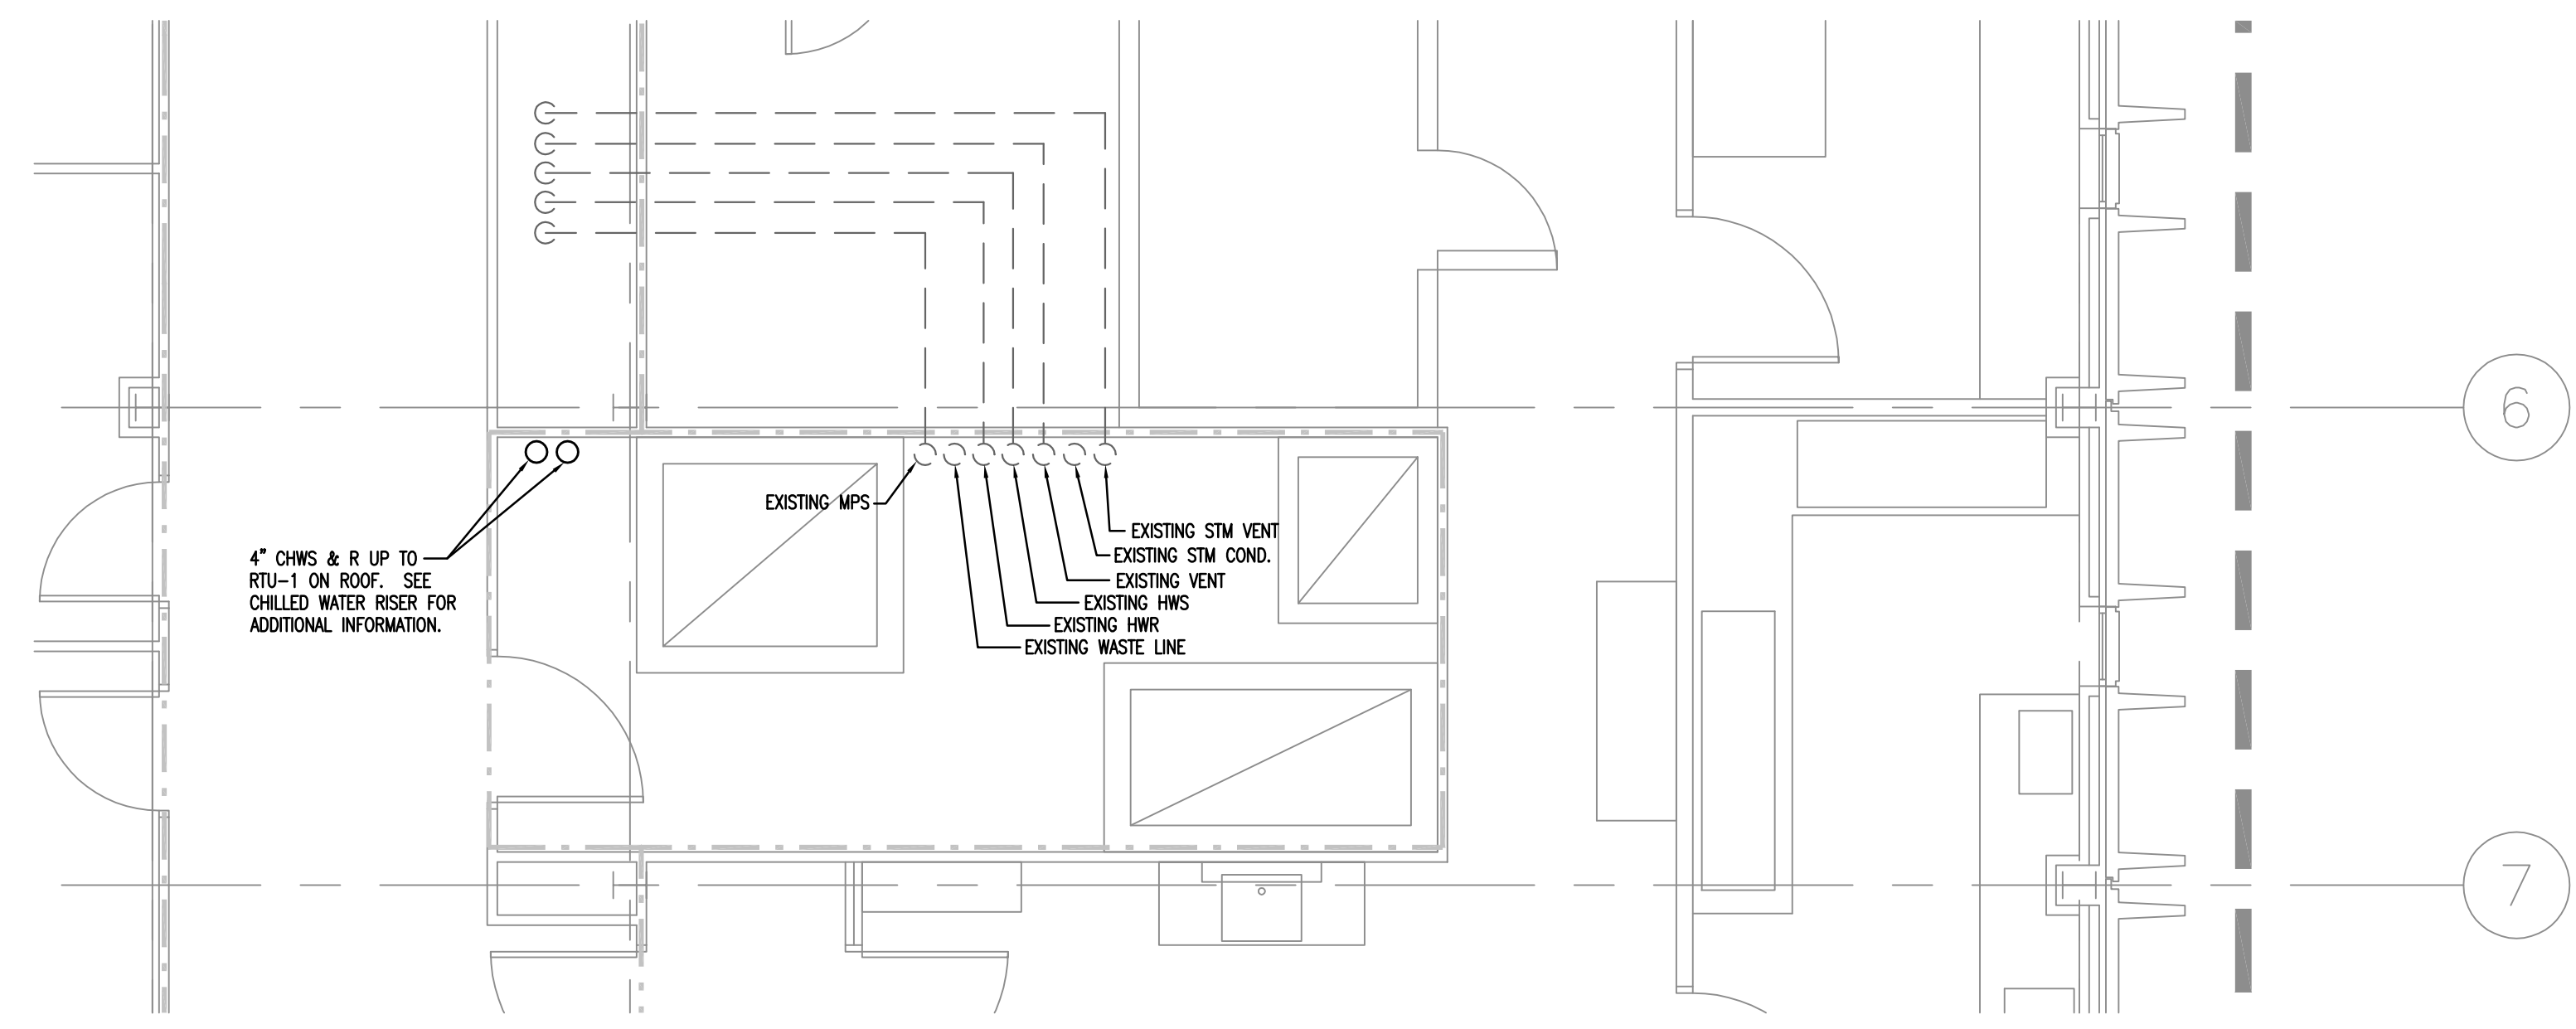 6
EXISTING MPS
EXISTING STM VENT
EXISTING STM COND.
EXISTING VENT
EXISTING HWS
EXISTING HWR
EXISTING WASTE LINE
4" CHWS & R UP TO
RTU-1 ON ROOF.  SEE
CHILLED WATER RISER FOR
ADDITIONAL INFORMATION.
7